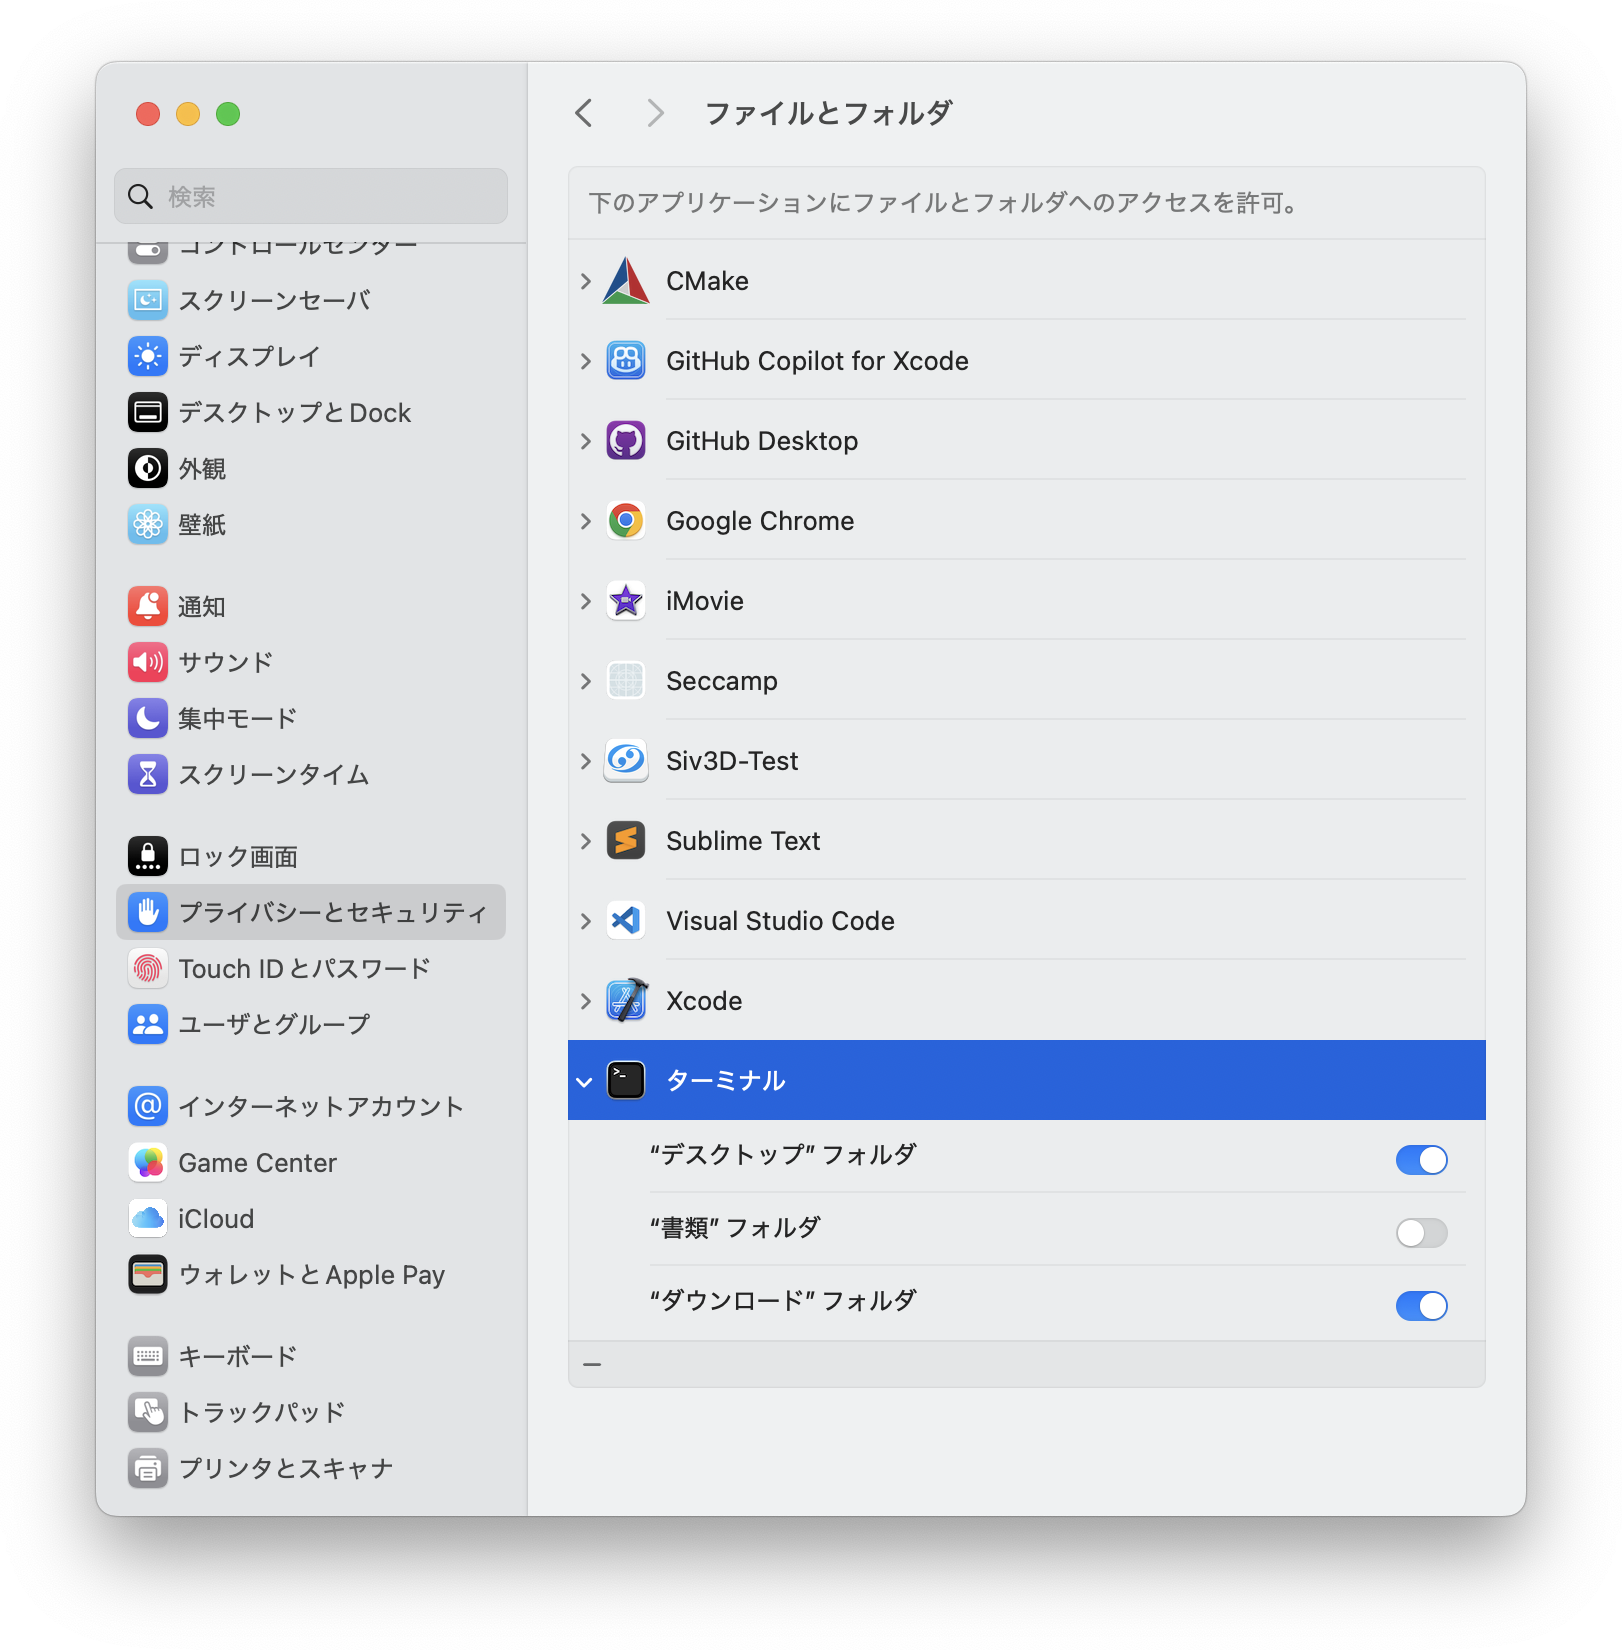 検索
コントロールセンター
スクリーンセーバ
ディスプレイ
デスクトップとDock
外観
壁紙
通知
サウンド
集中モード
スクリーンタイム
ロック画面
プライバシーとセキュリティ
Touch IDとパスワード
ユーザとグループ
インターネットアカウント
Game Center
iCloud
ウォレットとApple Pay
キーボード
トラックパッド
プリンタとスキャナ
ファイルとフォルダ
下のアプリケーションにファイルとフォルダへのアクセスを許可。
CMake
GitHub Copilot for Xcode
GitHub Desktop
Google Chrome
iMovie
Seccamp
Siv3D-Test
Sublime Text
Visual Studio Code
Xcode
ターミナル
“デスクトップ” フォルダ
“書類” フォルダ
“ダウンロード” フォルダ